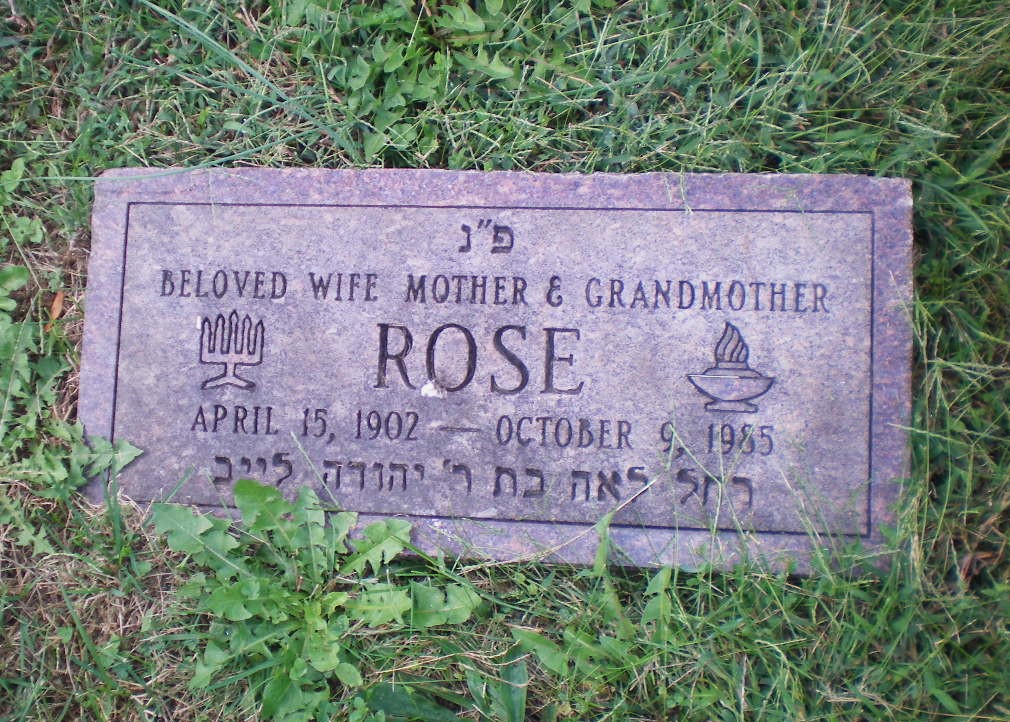 פ״נ
BELOVED WIFE MOTHER & GRANDMOTHER
ROSE
APRIL 15, 1902 — OCTOBER 9, 1985
רחל לאה בת ר' יהודה לייב